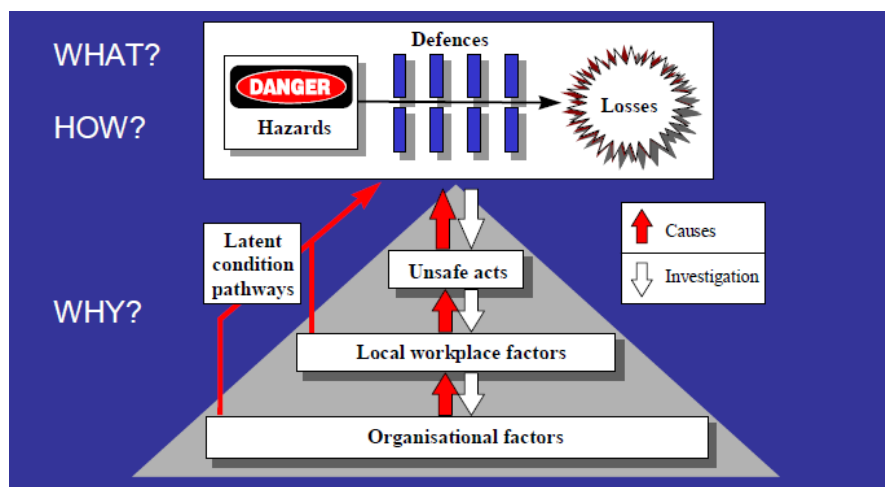 WHAT?
HOW?
WHY?
Defences
DANGER
Hazards
Losses
Latent
condition
pathways
Unsafe acts
Local workplace factors
Organisational factors
Causes
Investigation